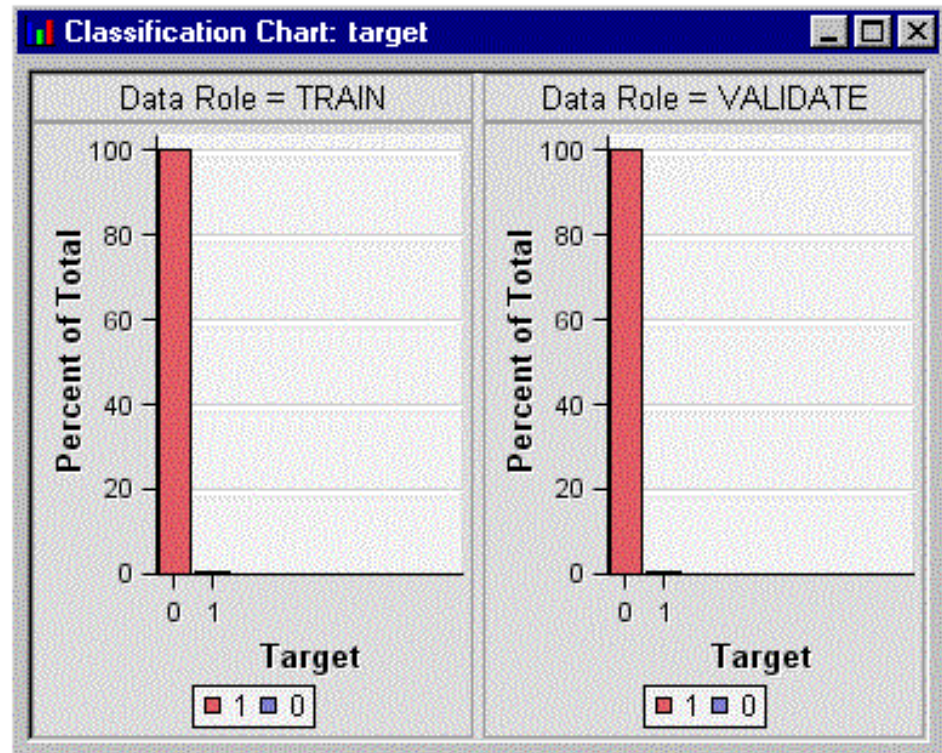 Classification Chart: target
Data Role = TRAIN
Percent of Total
100
80
60
40
20
0
0 1
Target
1 0
Data Role = VALIDATE
Percent of Total
100
80
60
40
20
0
0 1
Target
1 0